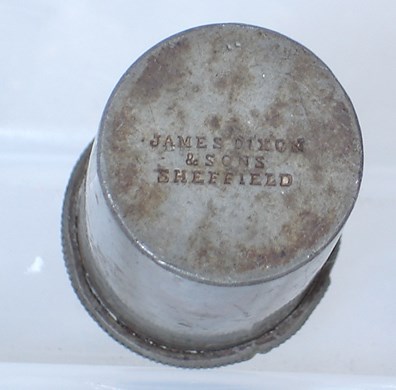 JAMES DIXON
& SONS
SHEFFIELD